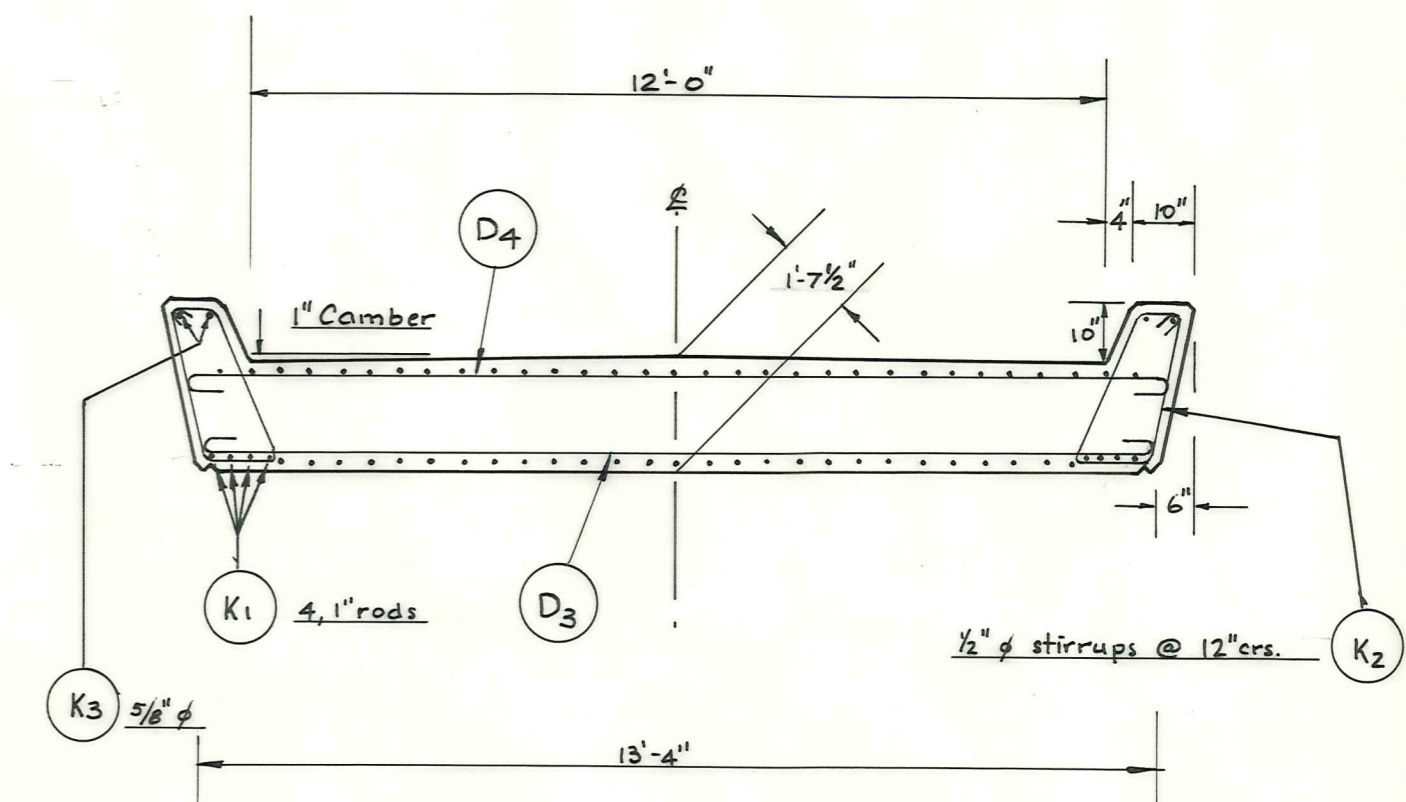 12'-0"
℄
D4
4"
10"
1'-7½"
1" Camber
10"
6"
K1
4, 1" rods
D3
½" ϕ stirrups @ 12" crs.
K2
K3
5/8" ϕ
13'-4"